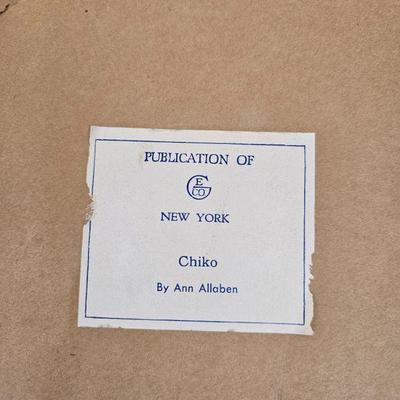 PUBLICATION OF
G E CO.
NEW YORK
Chiko
By Ann Allaben